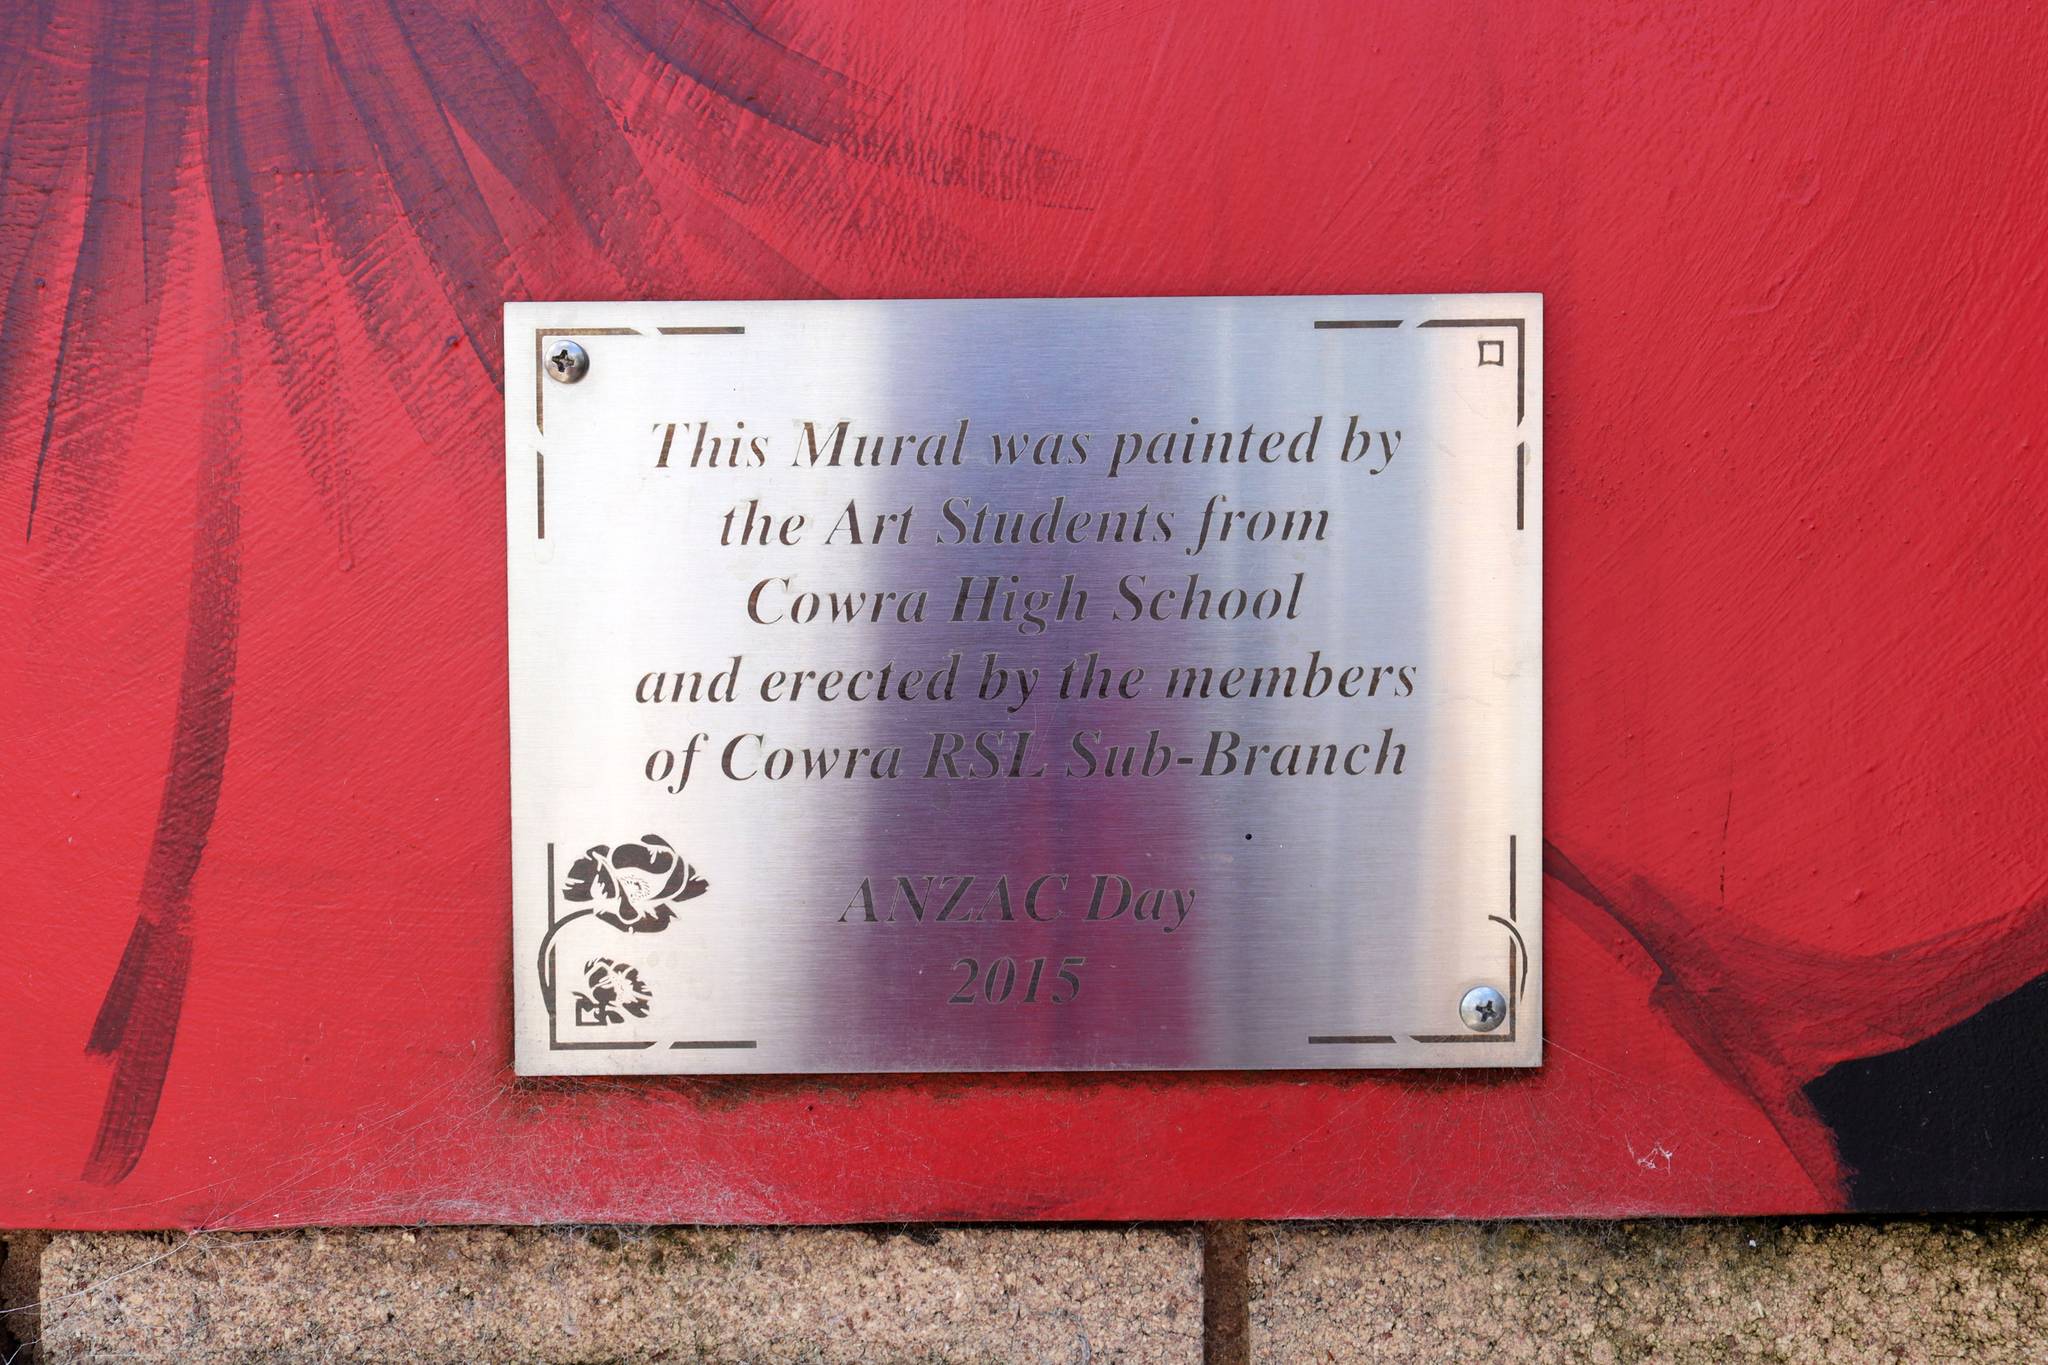 This Mural was painted by
the Art Students from
Cowra High School
and erected by the members
of Cowra RSL Sub-Branch
ANZAC Day
2015